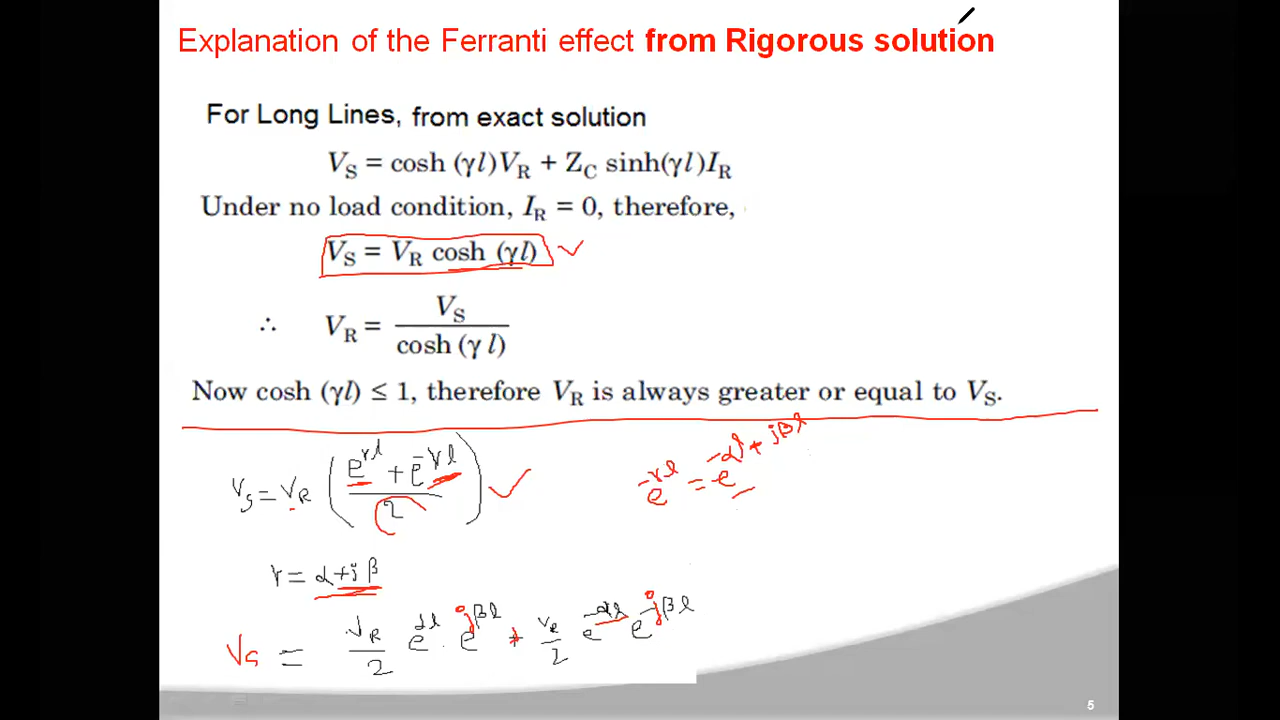 Explanation of the Ferranti effect from Rigorous solution
For Long Lines, from exact solution
V_S = cosh (γl)V_R + Z_C sinh(γl)I_R
Under no load condition, I_R = 0, therefore,
V_S = V_R cosh (γl) ✓
∴ V_R = V_S / cosh (γ l)
Now cosh (γl) ≤ 1, therefore V_R is always greater or equal to V_S.
V_S = V_R ( (e^{γl} + e^{-γl}) / 2 ) ✓
e^{-γl} = e^{-αl + jβl}
γ = α + jβ
V_S = V_R/2 e^{αl} · e^{jβl} + V_R/2 e^{-αl} e^{-jβl}
5